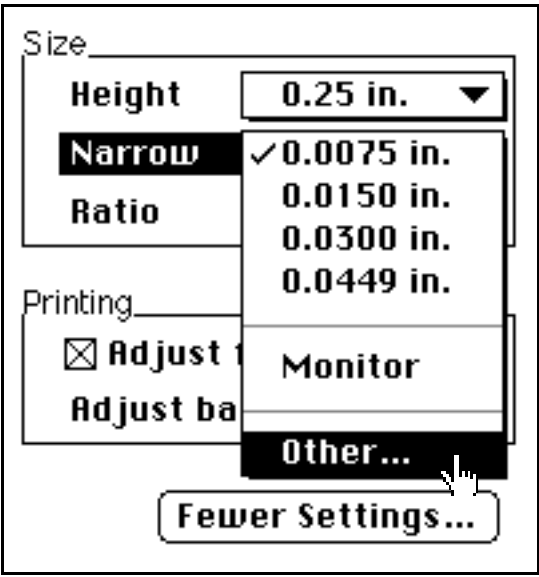 Size
Height 0.25 in.
Narrow ✓0.0075 in.
0.0150 in.
Ratio
0.0300 in.
0.0449 in.
Printing
Adjust
Monitor
Adjust
Other...
Fewer Settings...